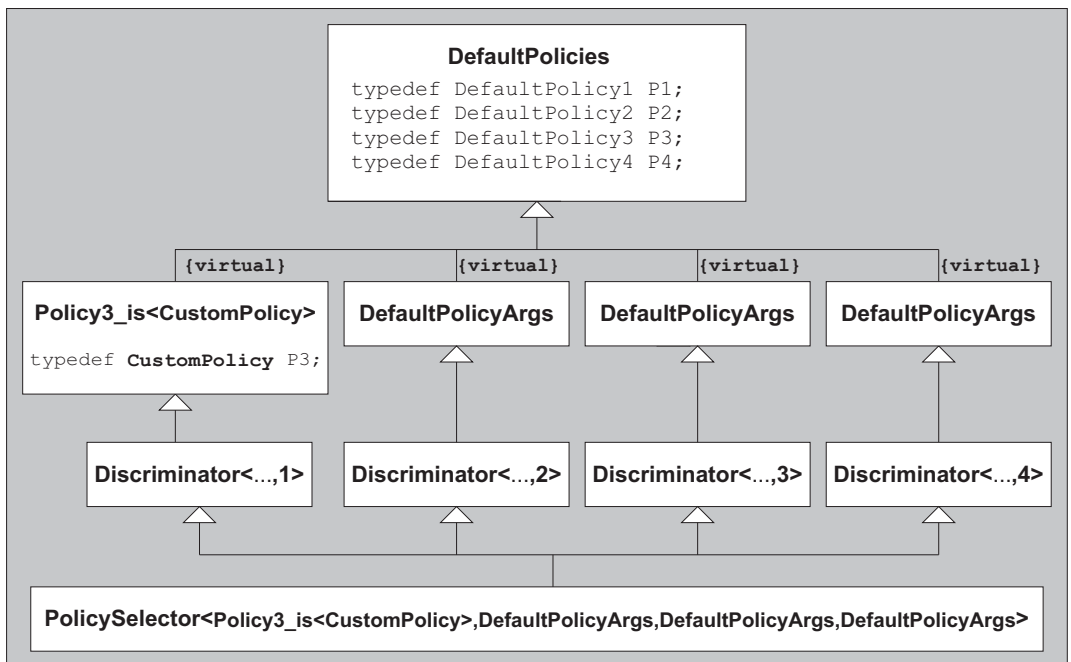 DefaultPolicies
typedef DefaultPolicy1 P1;
typedef DefaultPolicy2 P2;
typedef DefaultPolicy3 P3;
typedef DefaultPolicy4 P4;
{virtual} {virtual} {virtual} {virtual}
Policy3_is<CustomPolicy> DefaultPolicyArgs DefaultPolicyArgs DefaultPolicyArgs
typedef CustomPolicy P3;
Discriminator<...,1> Discriminator<...,2> Discriminator<...,3> Discriminator<...,4>
PolicySelector<Policy3_is<CustomPolicy>,DefaultPolicyArgs,DefaultPolicyArgs,DefaultPolicyArgs>